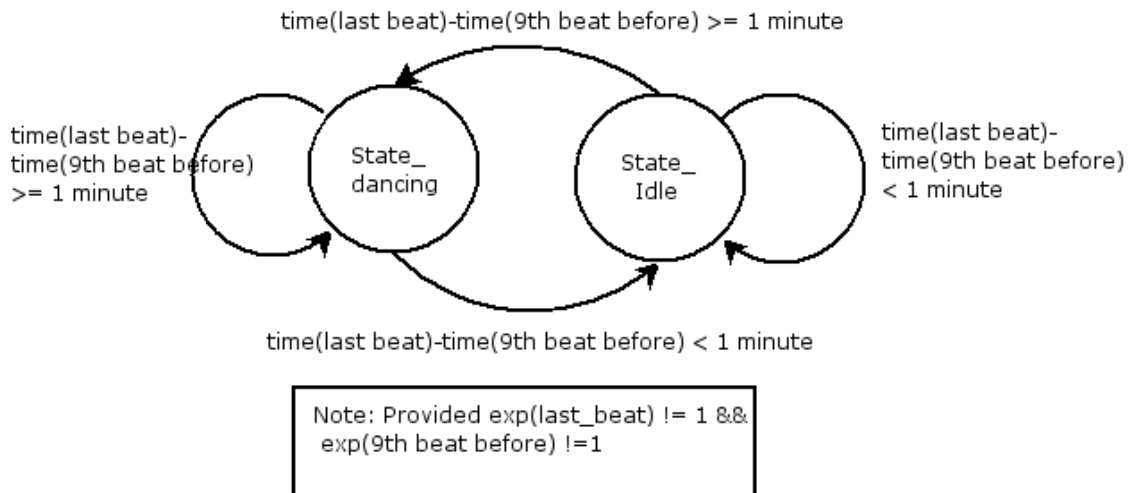 time(last beat)-time(9th beat before) >= 1 minute
time(last beat)-
time(9th beat before)
>= 1 minute
State_
dancing
State_
Idle
time(last beat)-
time(9th beat before)
< 1 minute
time(last beat)-time(9th beat before) < 1 minute
Note: Provided exp(last_beat) != 1 &&
exp(9th beat before) !=1